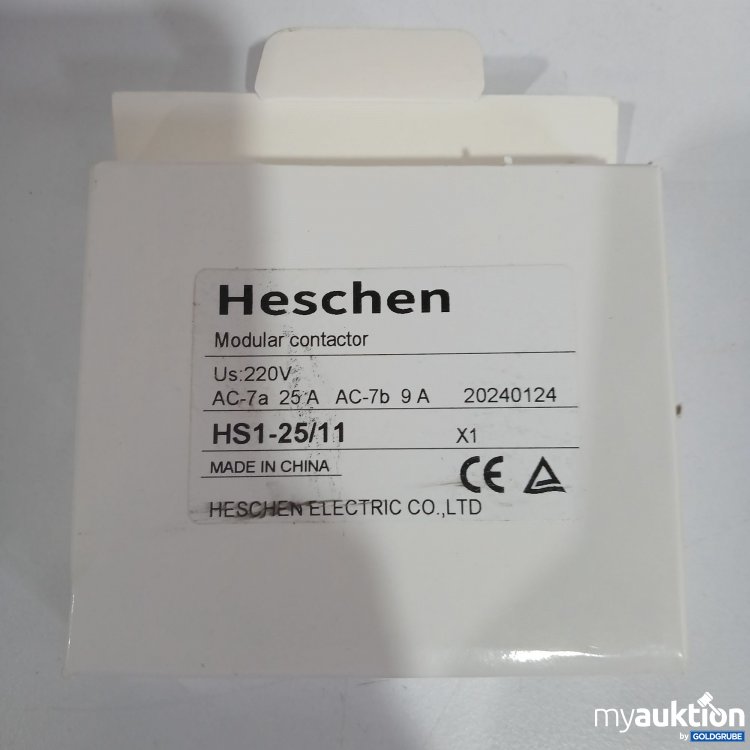 Heschen
Modular contactor
Us:220V
AC-7a 25 A AC-7b 9 A 20240124
HS1-25/11 X1
MADE IN CHINA CE
HESCHEN ELECTRIC CO.,LTD
myauktion
by GOLDGRUBE